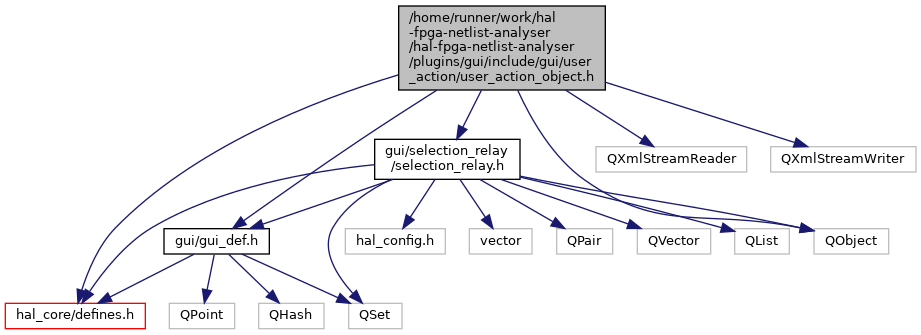 /home/runner/work/hal
-fpga-netlist-analyser
/hal-fpga-netlist-analyser
/plugins/gui/include/gui/user
_action/user_action_object.h
gui/selection_relay
/selection_relay.h
QXmlStreamReader
QXmlStreamWriter
gui/gui_def.h
hal_config.h
vector
QPair
QVector
QList
QObject
hal_core/defines.h
QPoint
QHash
QSet